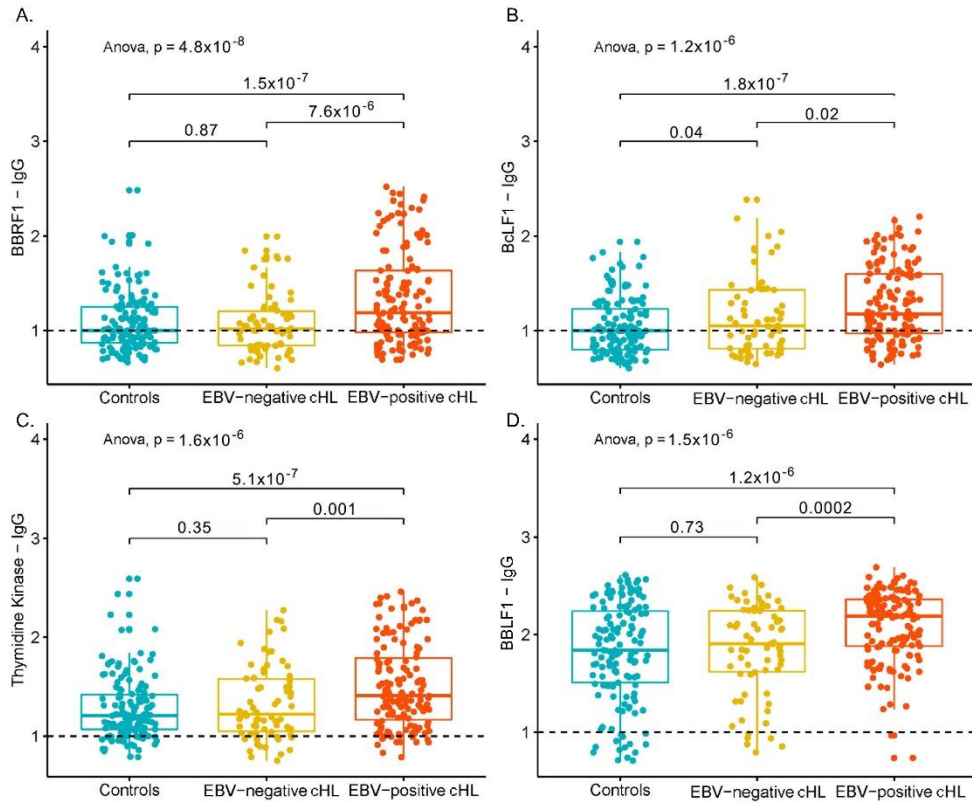 A.
Anova, p = 4.8x10⁻⁸
1.5x10⁻⁷
7.6x10⁻⁶
0.87
BBRF1 − IgG
4
3
2
1
Controls
EBV−negative cHL
EBV−positive cHL
B.
Anova, p = 1.2x10⁻⁶
1.8x10⁻⁷
0.02
0.04
BcLF1 − IgG
4
3
2
1
Controls
EBV−negative cHL
EBV−positive cHL
C.
Anova, p = 1.6x10⁻⁶
5.1x10⁻⁷
0.001
0.35
Thymidine Kinase − IgG
4
3
2
1
Controls
EBV−negative cHL
EBV−positive cHL
D.
Anova, p = 1.5x10⁻⁶
1.2x10⁻⁶
0.0002
0.73
BBLF1 − IgG
4
3
2
1
Controls
EBV−negative cHL
EBV−positive cHL